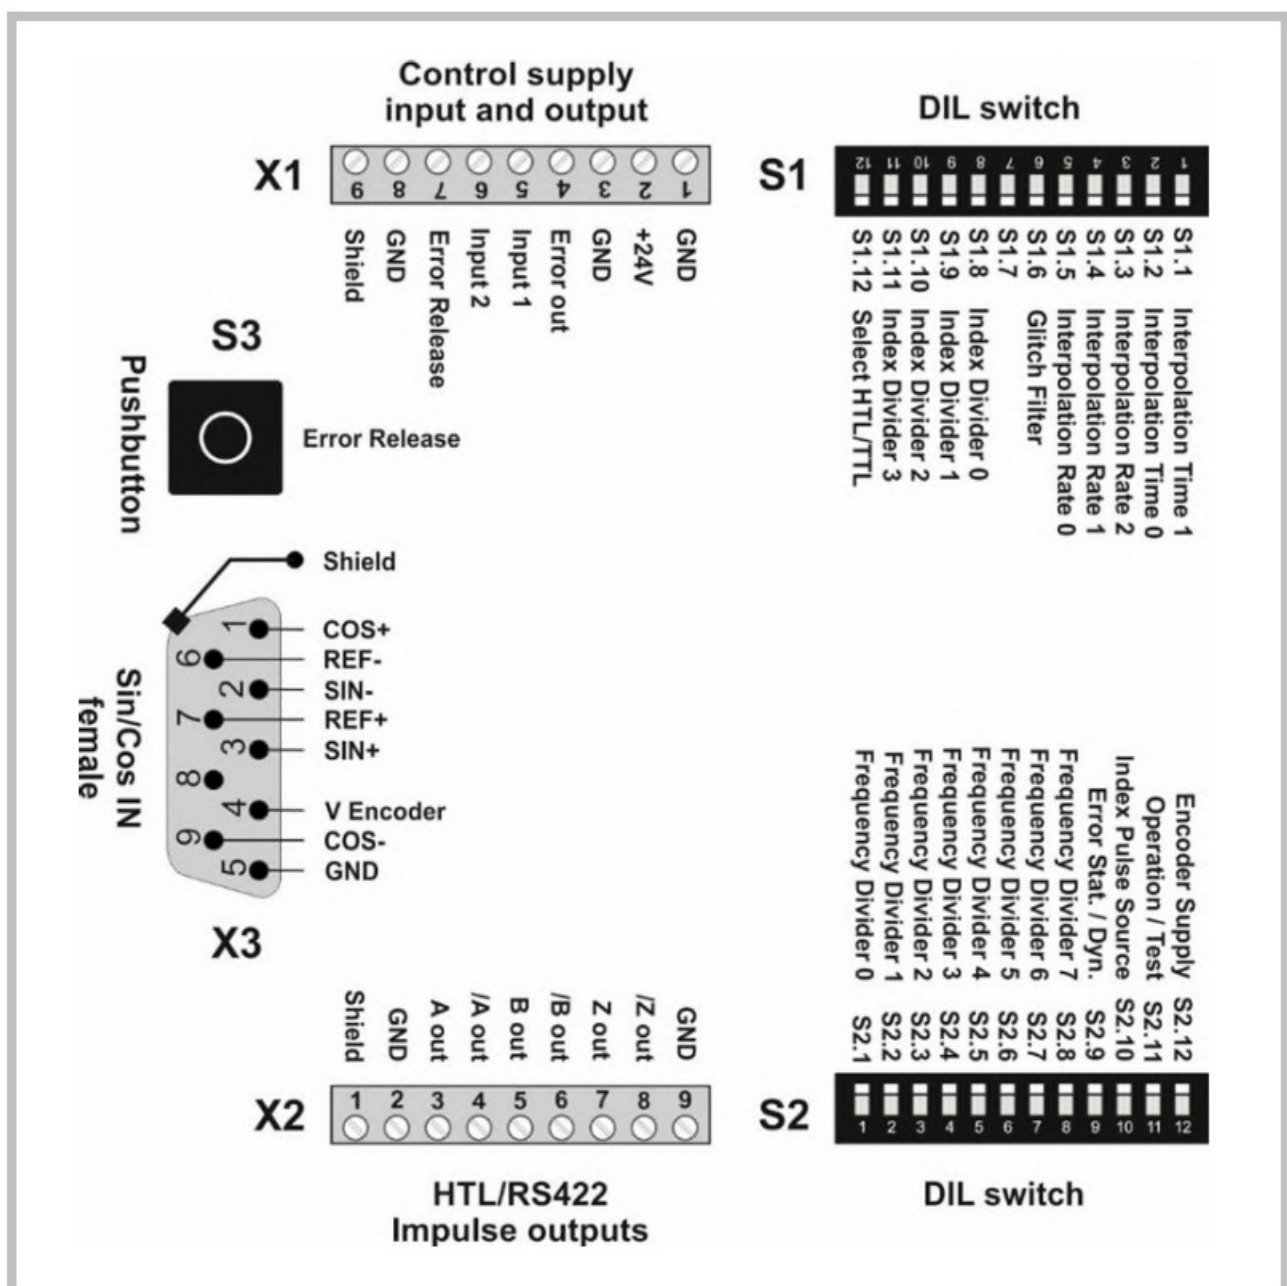 Control supply
input and output
X1
9 8 7 6 5 4 3 2 1
Shield
GND
Error Release
Input 2
Input 1
Error out
GND
+24V
GND
DIL switch
S1
12 11 10 9 8 7 6 5 4 3 2 1
S1.12 Select HTL/TTL
S1.11 Index Divider 3
S1.10 Index Divider 2
S1.9 Index Divider 1
S1.8 Index Divider 0
S1.7
S1.6 Glitch Filter
S1.5 Interpolation Rate 0
S1.4 Interpolation Rate 1
S1.3 Interpolation Rate 2
S1.2 Interpolation Time 0
S1.1 Interpolation Time 1
S3
Pushbutton
Error Release
Shield
Sin/Cos IN
female
1 COS+
6 REF-
2 SIN-
7 REF+
3 SIN+
8
4 V Encoder
9 COS-
5 GND
X3
Shield
GND
A out
/A out
B out
/B out
Z out
/Z out
GND
X2
1 2 3 4 5 6 7 8 9
HTL/RS422
Impulse outputs
Frequency Divider 0 S2.1
Frequency Divider 1 S2.2
Frequency Divider 2 S2.3
Frequency Divider 3 S2.4
Frequency Divider 4 S2.5
Frequency Divider 5 S2.6
Frequency Divider 6 S2.7
Frequency Divider 7 S2.8
Error Stat. / Dyn. S2.9
Index Pulse Source S2.10
Operation / Test S2.11
Encoder Supply S2.12
S2
1 2 3 4 5 6 7 8 9 10 11 12
DIL switch